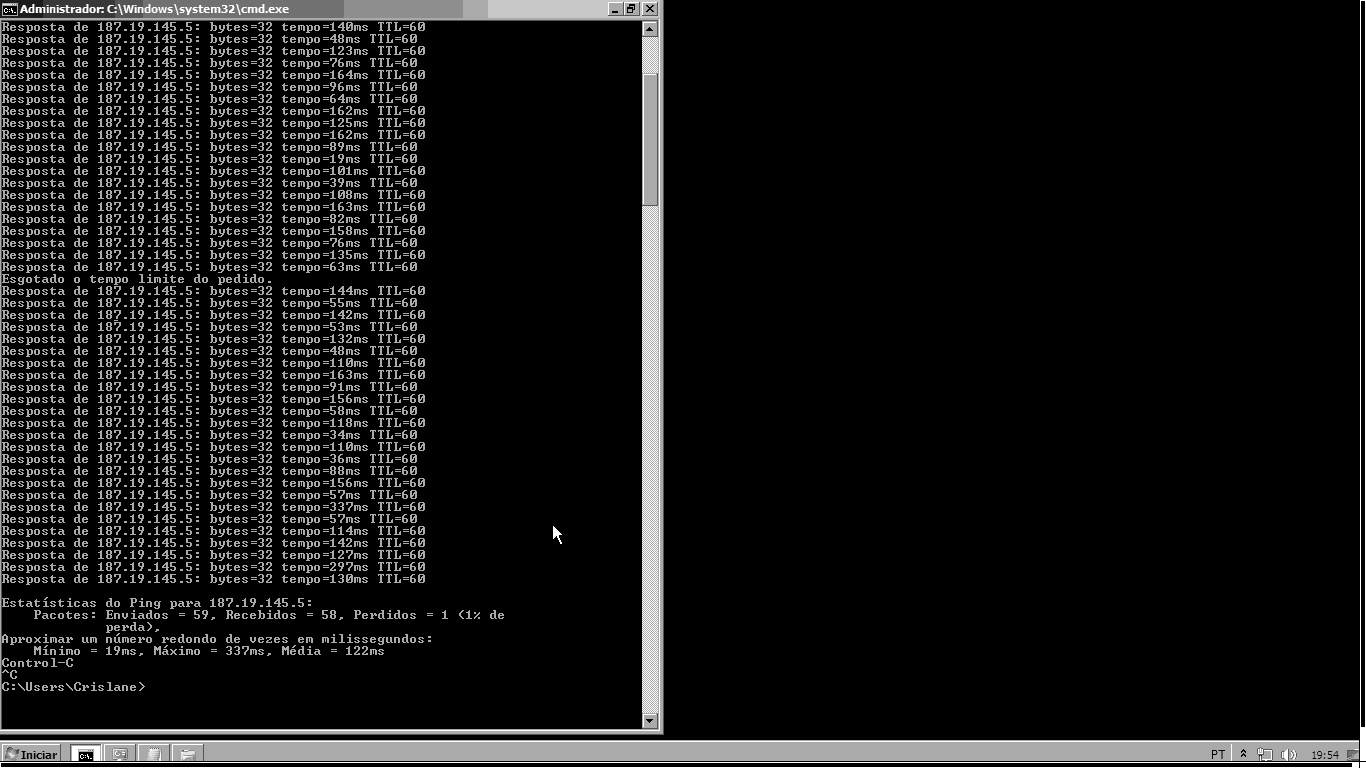 Administrador: C:\Windows\system32\cmd.exe
Resposta de 187.19.145.5: bytes=32 tempo=140ms TTL=60
Resposta de 187.19.145.5: bytes=32 tempo=48ms TTL=60
Resposta de 187.19.145.5: bytes=32 tempo=123ms TTL=60
Resposta de 187.19.145.5: bytes=32 tempo=76ms TTL=60
Resposta de 187.19.145.5: bytes=32 tempo=164ms TTL=60
Resposta de 187.19.145.5: bytes=32 tempo=96ms TTL=60
Resposta de 187.19.145.5: bytes=32 tempo=64ms TTL=60
Resposta de 187.19.145.5: bytes=32 tempo=162ms TTL=60
Resposta de 187.19.145.5: bytes=32 tempo=125ms TTL=60
Resposta de 187.19.145.5: bytes=32 tempo=162ms TTL=60
Resposta de 187.19.145.5: bytes=32 tempo=89ms TTL=60
Resposta de 187.19.145.5: bytes=32 tempo=19ms TTL=60
Resposta de 187.19.145.5: bytes=32 tempo=101ms TTL=60
Resposta de 187.19.145.5: bytes=32 tempo=39ms TTL=60
Resposta de 187.19.145.5: bytes=32 tempo=108ms TTL=60
Resposta de 187.19.145.5: bytes=32 tempo=163ms TTL=60
Resposta de 187.19.145.5: bytes=32 tempo=82ms TTL=60
Resposta de 187.19.145.5: bytes=32 tempo=158ms TTL=60
Resposta de 187.19.145.5: bytes=32 tempo=76ms TTL=60
Resposta de 187.19.145.5: bytes=32 tempo=135ms TTL=60
Resposta de 187.19.145.5: bytes=32 tempo=63ms TTL=60
Esgotado o tempo limite do pedido.
Resposta de 187.19.145.5: bytes=32 tempo=144ms TTL=60
Resposta de 187.19.145.5: bytes=32 tempo=55ms TTL=60
Resposta de 187.19.145.5: bytes=32 tempo=142ms TTL=60
Resposta de 187.19.145.5: bytes=32 tempo=53ms TTL=60
Resposta de 187.19.145.5: bytes=32 tempo=132ms TTL=60
Resposta de 187.19.145.5: bytes=32 tempo=48ms TTL=60
Resposta de 187.19.145.5: bytes=32 tempo=110ms TTL=60
Resposta de 187.19.145.5: bytes=32 tempo=163ms TTL=60
Resposta de 187.19.145.5: bytes=32 tempo=91ms TTL=60
Resposta de 187.19.145.5: bytes=32 tempo=156ms TTL=60
Resposta de 187.19.145.5: bytes=32 tempo=58ms TTL=60
Resposta de 187.19.145.5: bytes=32 tempo=118ms TTL=60
Resposta de 187.19.145.5: bytes=32 tempo=34ms TTL=60
Resposta de 187.19.145.5: bytes=32 tempo=110ms TTL=60
Resposta de 187.19.145.5: bytes=32 tempo=36ms TTL=60
Resposta de 187.19.145.5: bytes=32 tempo=88ms TTL=60
Resposta de 187.19.145.5: bytes=32 tempo=156ms TTL=60
Resposta de 187.19.145.5: bytes=32 tempo=57ms TTL=60
Resposta de 187.19.145.5: bytes=32 tempo=337ms TTL=60
Resposta de 187.19.145.5: bytes=32 tempo=57ms TTL=60
Resposta de 187.19.145.5: bytes=32 tempo=114ms TTL=60
Resposta de 187.19.145.5: bytes=32 tempo=142ms TTL=60
Resposta de 187.19.145.5: bytes=32 tempo=127ms TTL=60
Resposta de 187.19.145.5: bytes=32 tempo=297ms TTL=60
Resposta de 187.19.145.5: bytes=32 tempo=130ms TTL=60
Estatísticas do Ping para 187.19.145.5:
Pacotes: Enviados = 59, Recebidos = 58, Perdidos = 1 (1% de
perda),
Aproximar um número redondo de vezes em milissegundos:
Mínimo = 19ms, Máximo = 337ms, Média = 122ms
Control-C
^C
C:\Users\Crislane>
Iniciar
PT
19:54